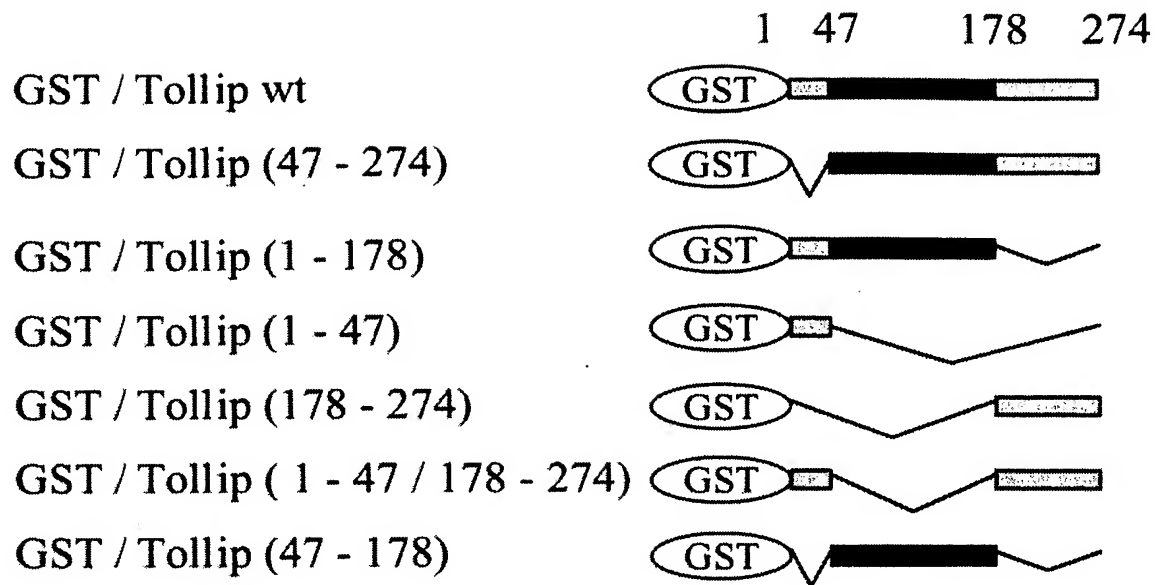 1 47 178 274
GST / Tollip wt GST
GST / Tollip (47 - 274) GST
GST / Tollip (1 - 178) GST
GST / Tollip (1 - 47) GST
GST / Tollip (178 - 274) GST
GST / Tollip ( 1 - 47 / 178 - 274) GST
GST / Tollip (47 - 178) GST